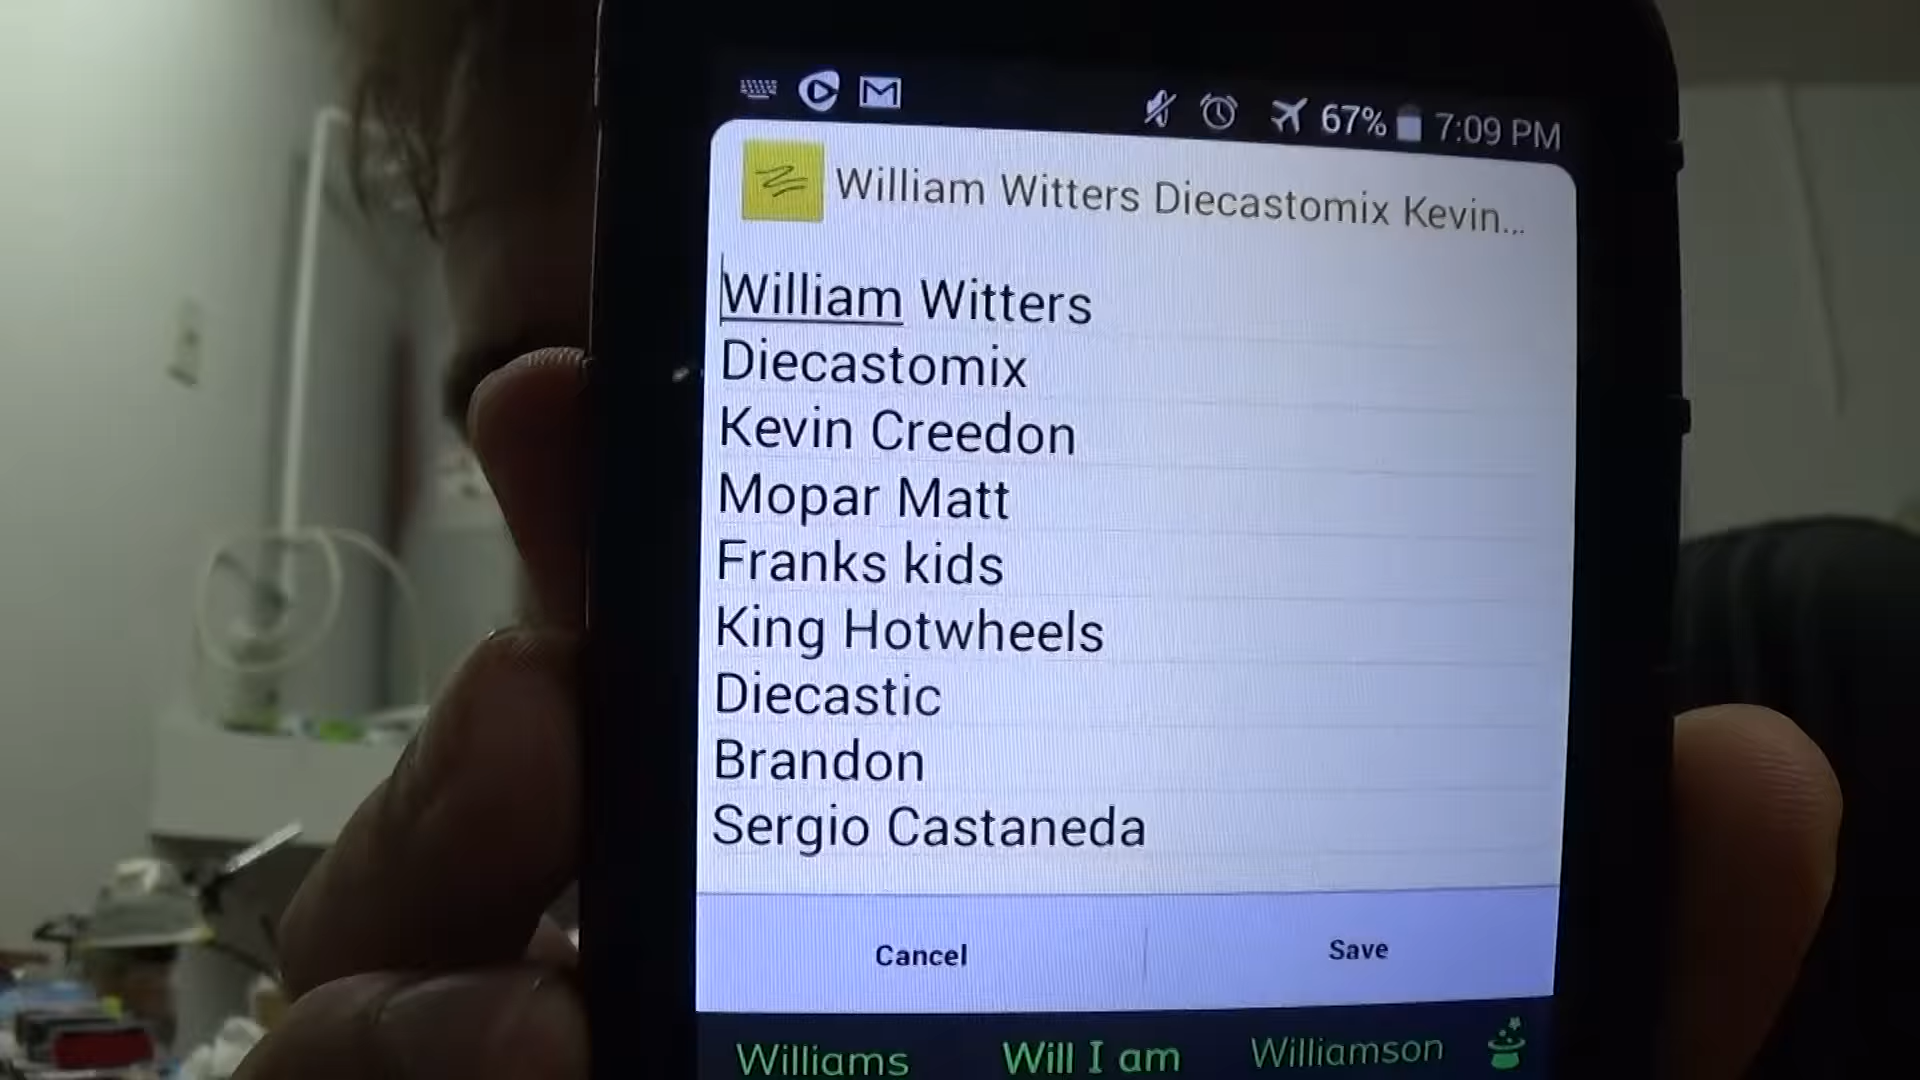 67% 7:09 PM
William Witters Diecastomix Kevin...
William Witters
Diecastomix
Kevin Creedon
Mopar Matt
Franks kids
King Hotwheels
Diecastic
Brandon
Sergio Castaneda
Cancel Save
Williams Will I am Williamson